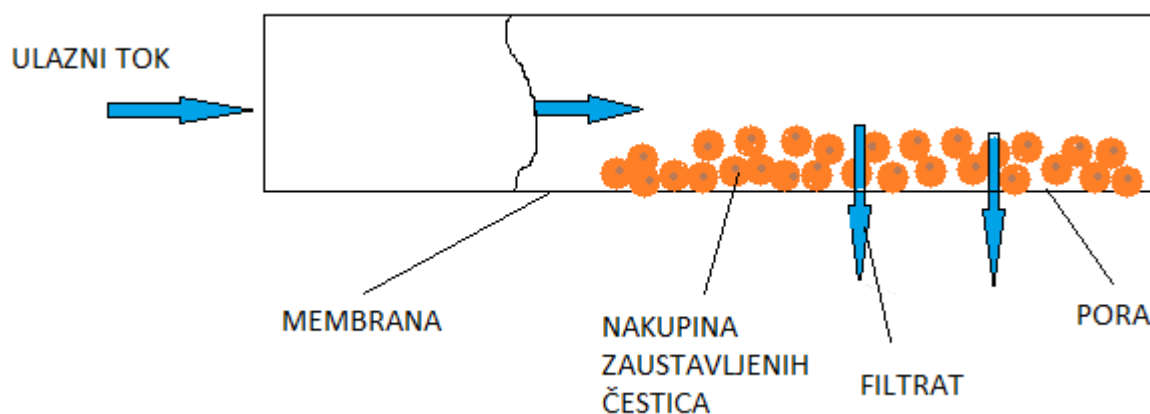 ULAZNI TOK
MEMBRANA
NAKUPINA
ZAUSTAVLJENIH
ČESTICA
FILTRAT
PORA